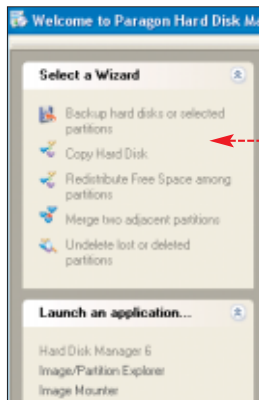 Welcome to Paragon Hard Disk Ma
Select a Wizard
Backup hard disks or selected
partitions
Copy Hard Disk
Redistribute Free Space among
partitions
Merge two adjacent partitions
Undelete lost or deleted
partitions
Launch an application...
Hard Disk Manager 6
Image/Partition Explorer
Image Mounter